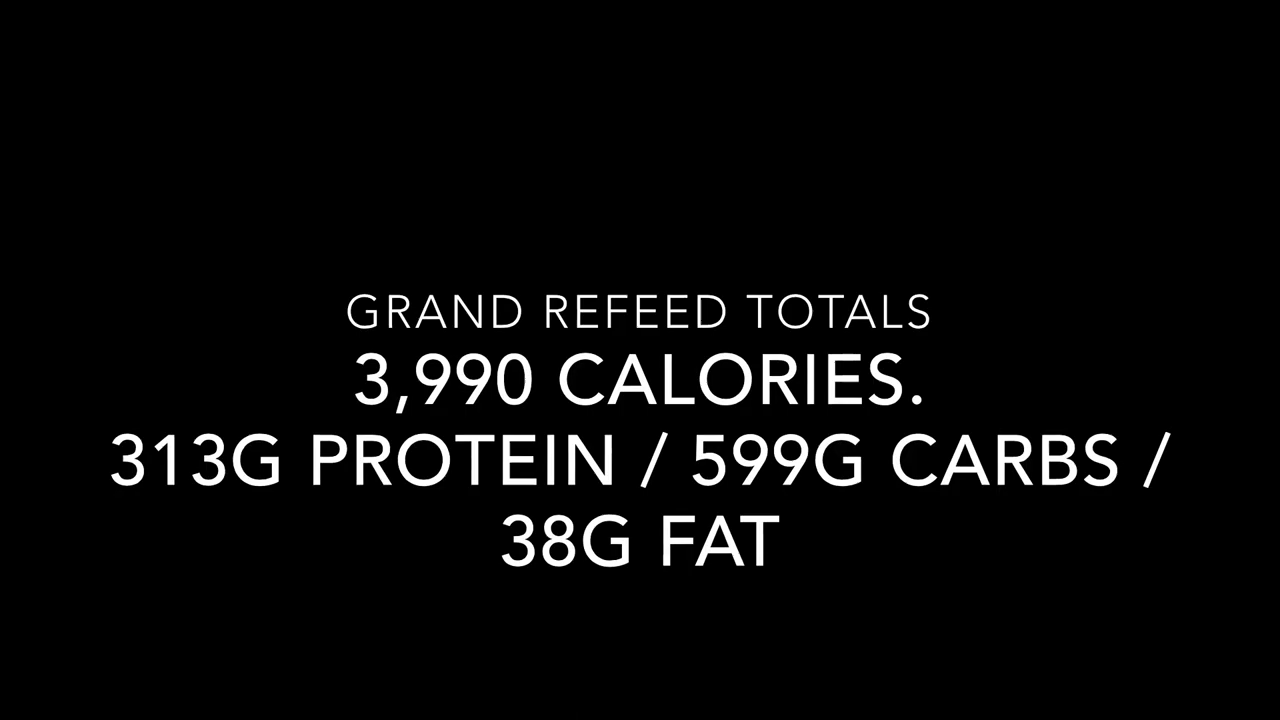 GRAND REFEED TOTALS
3,990 CALORIES.
313G PROTEIN / 599G CARBS /
38G FAT